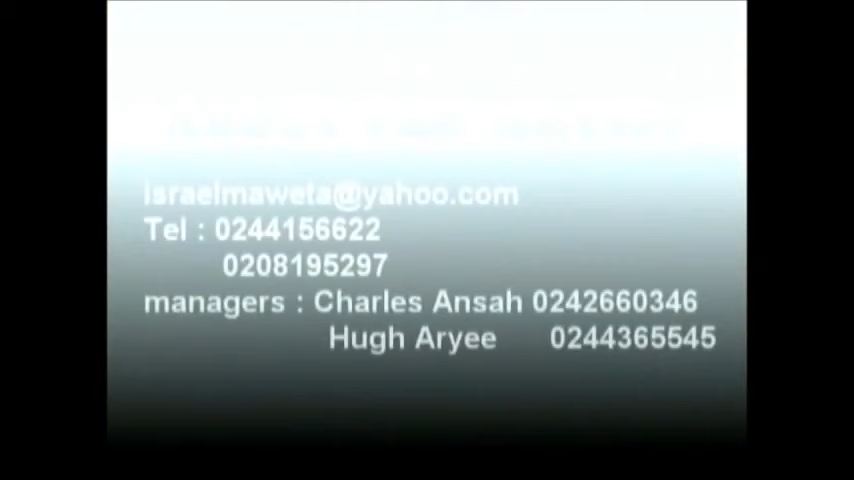 israelmaweta@yahoo.com
Tel : 0244156622
0208195297
managers : Charles Ansah 0242660346
Hugh Aryee 0244365545